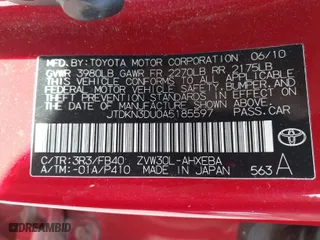 MFD. BY: TOYOTA MOTOR CORPORATION 06/10
GVWR 3980LB GAWR FR 2270LB RR 2175LB
THIS VEHICLE CONFORMS TO ALL APPLICABLE
FEDERAL MOTOR VEHICLE SAFETY, BUMPER, AND
THEFT PREVENTION STANDARDS IN EFFECT ON THE
DATE OF MANUFACTURE SHOWN ABOVE.
JTDKN3DU0A5185597 PASS.CAR
C/TR: 3R3/FB40 ZVW30L-AHXEBA
A/TM: -01A/P410 MADE IN JAPAN 563 A
TOYOTA
DREAMBID